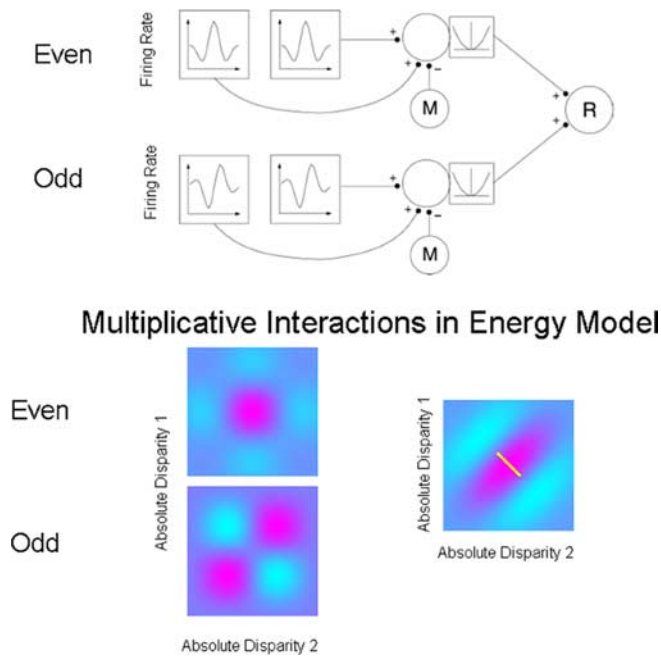 Even
Firing Rate
+
+
–
M
+
+
R
Odd
Firing Rate
+
+
–
M
Multiplicative Interactions in Energy Model
Even
Odd
Absolute Disparity 1
Absolute Disparity 2
Absolute Disparity 1
Absolute Disparity 2